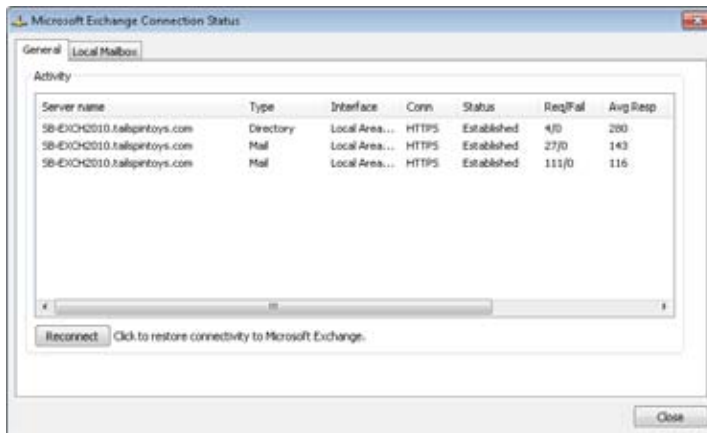 Microsoft Exchange Connection Status
General Local Mailbox
Activity
Server name Type Interface Conn Status Req/Fail Avg Resp
SB-EXCH2010.tailspintoys.com Directory Local Area... HTTPS Established 4/0 280
SB-EXCH2010.tailspintoys.com Mail Local Area... HTTPS Established 27/0 143
SB-EXCH2010.tailspintoys.com Mail Local Area... HTTPS Established 111/0 116
Reconnect Click to restore connectivity to Microsoft Exchange.
Close